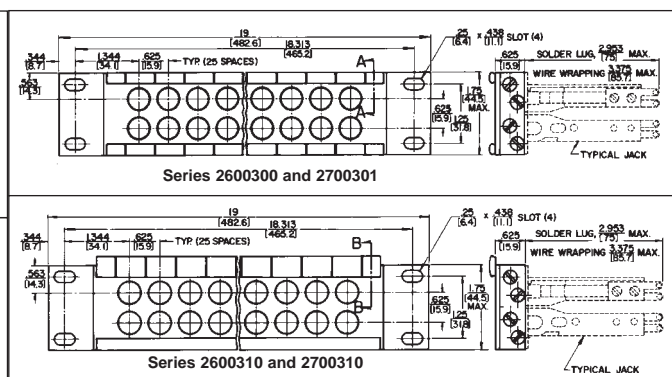 19
[482.6]
.25 × .438 SLOT (4)
[6.4] [11.1]
.344
[8.7]
1.344
[34.1]
.625
[15.9]
18.313
[465.2]
TYP. (25 SPACES)
A
.625
[15.9]
SOLDER LUG, 2.953 MAX.
[75]
WIRE WRAPPING 3.375 MAX.
[85.7]
.563
[14.3]
A
1.75
[44.5]
MAX.
.625
[15.9]
1.25
[31.8]
TYPICAL JACK
Series 2600300 and 2700301
19
[482.6]
.25 × .438 SLOT (4)
[6.4] [11.1]
.344
[8.7]
1.344
[34.1]
.625
[15.9]
18.313
[465.2]
TYP. (25 SPACES)
B
.625
[15.9]
SOLDER LUG, 2.953 MAX.
[75]
WIRE WRAPPING 3.375 MAX.
[85.7]
.563
[14.3]
B
1.75
[44.5]
MAX.
.625
[15.9]
1.25
[31.8]
TYPICAL JACK
Series 2600310 and 2700310